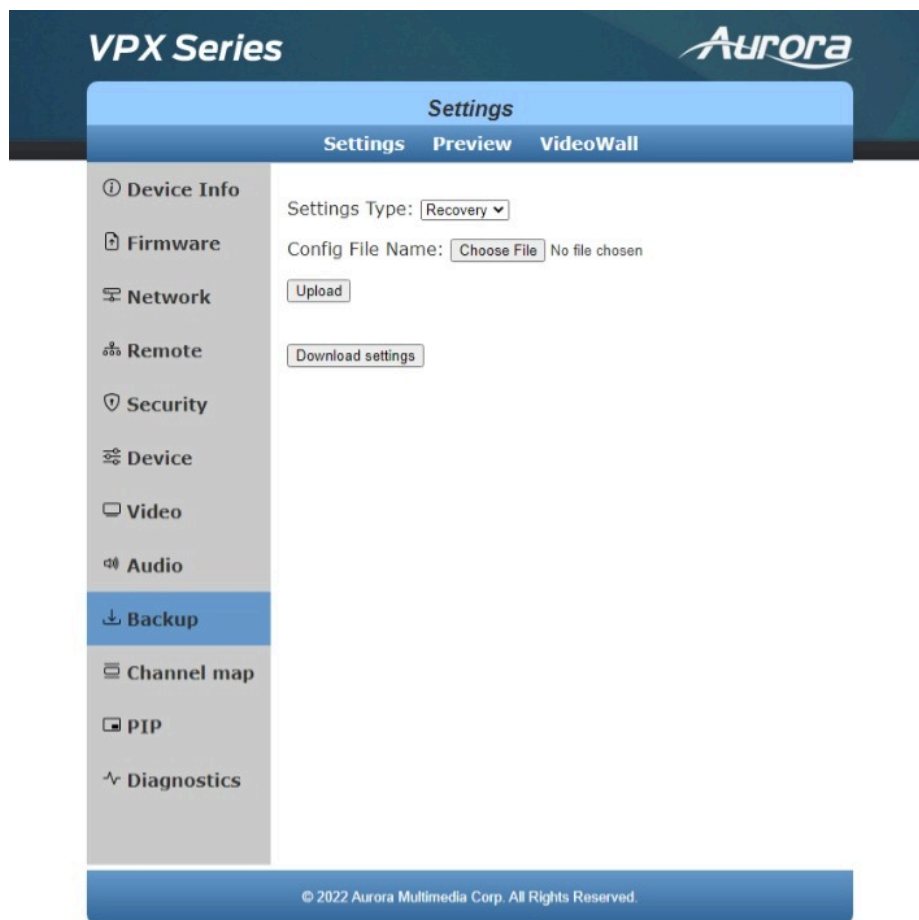 VPX Series
Aurora
Settings
Settings Preview VideoWall
Device Info
Firmware
Network
Remote
Security
Device
Video
Audio
Backup
Channel map
PIP
Diagnostics
Settings Type: Recovery
Config File Name: Choose File No file chosen
Upload
Download settings
© 2022 Aurora Multimedia Corp. All Rights Reserved.